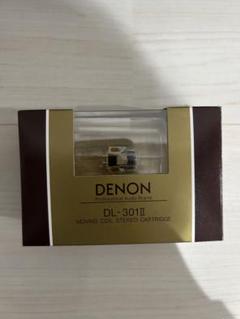 DENON
Professional Audio Brand
DL-301II
MOVING COIL STEREO CARTRIDGE